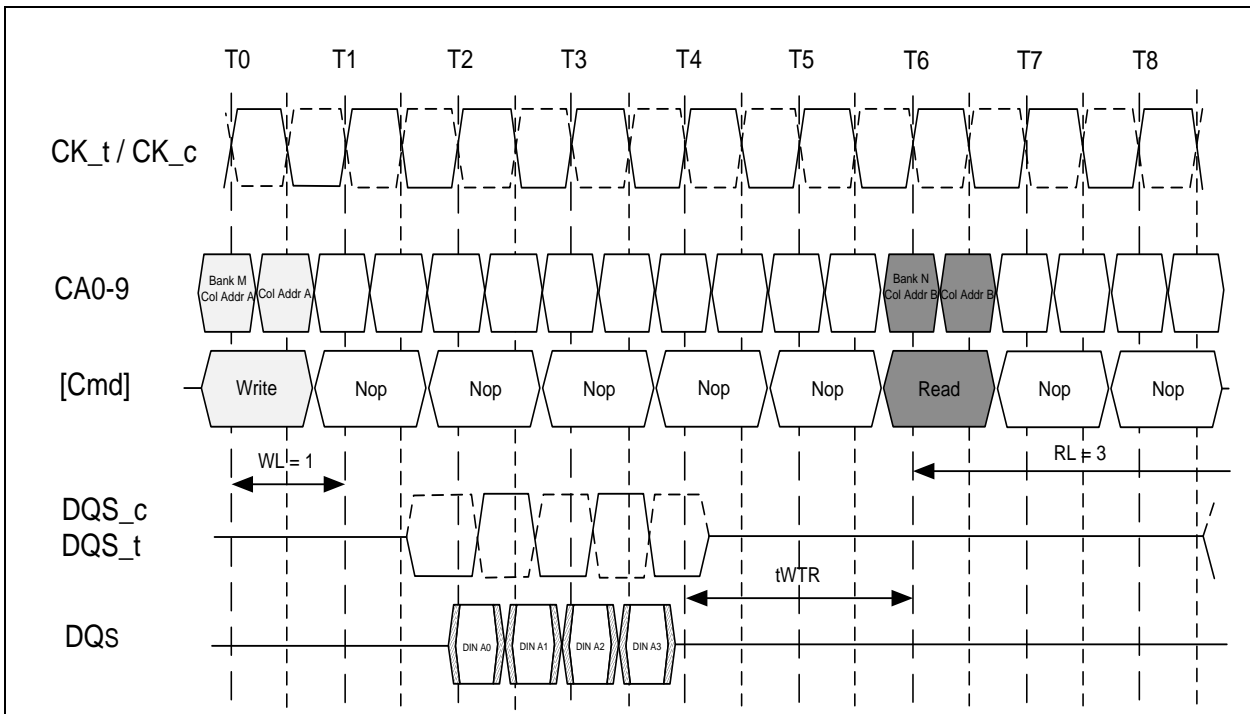 T0 T1 T2 T3 T4 T5 T6 T7 T8
CK_t / CK_c
CA0-9
Bank M
Col Addr A
Col Addr A
Bank N
Col Addr B
Col Addr B
[Cmd]
Write Nop Nop Nop Nop Nop Read Nop Nop
WL = 1
RL = 3
DQS_c
DQS_t
tWTR
DQs
DIN A0 DIN A1 DIN A2 DIN A3